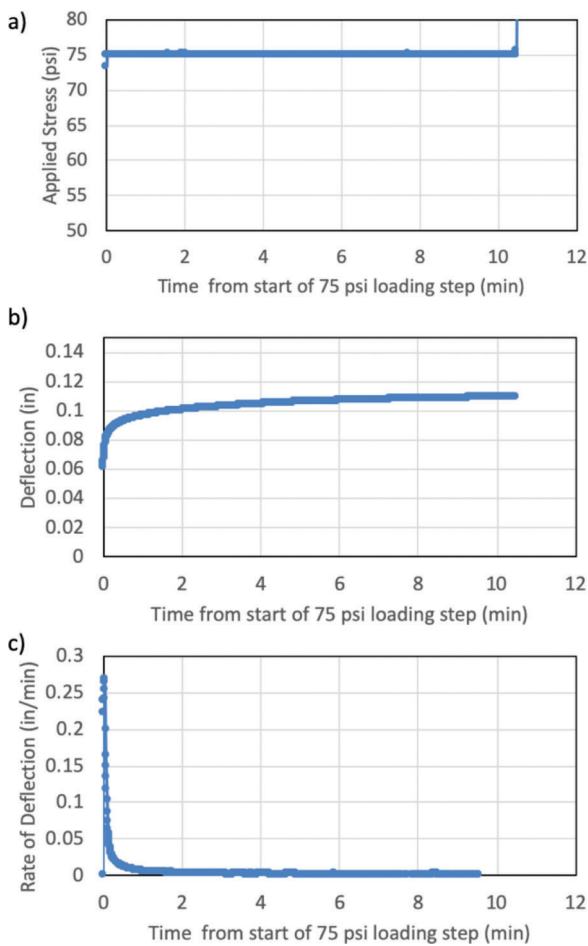 a)
80
75
70
65
60
55
50
Applied Stress (psi)
0 2 4 6 8 10 12
Time from start of 75 psi loading step (min)
b)
0.14
0.12
0.1
0.08
0.06
0.04
0.02
0
Deflection (in)
0 2 4 6 8 10 12
Time from start of 75 psi loading step (min)
c)
0.3
0.25
0.2
0.15
0.1
0.05
0
Rate of Deflection (in/min)
0 2 4 6 8 10 12
Time from start of 75 psi loading step (min)